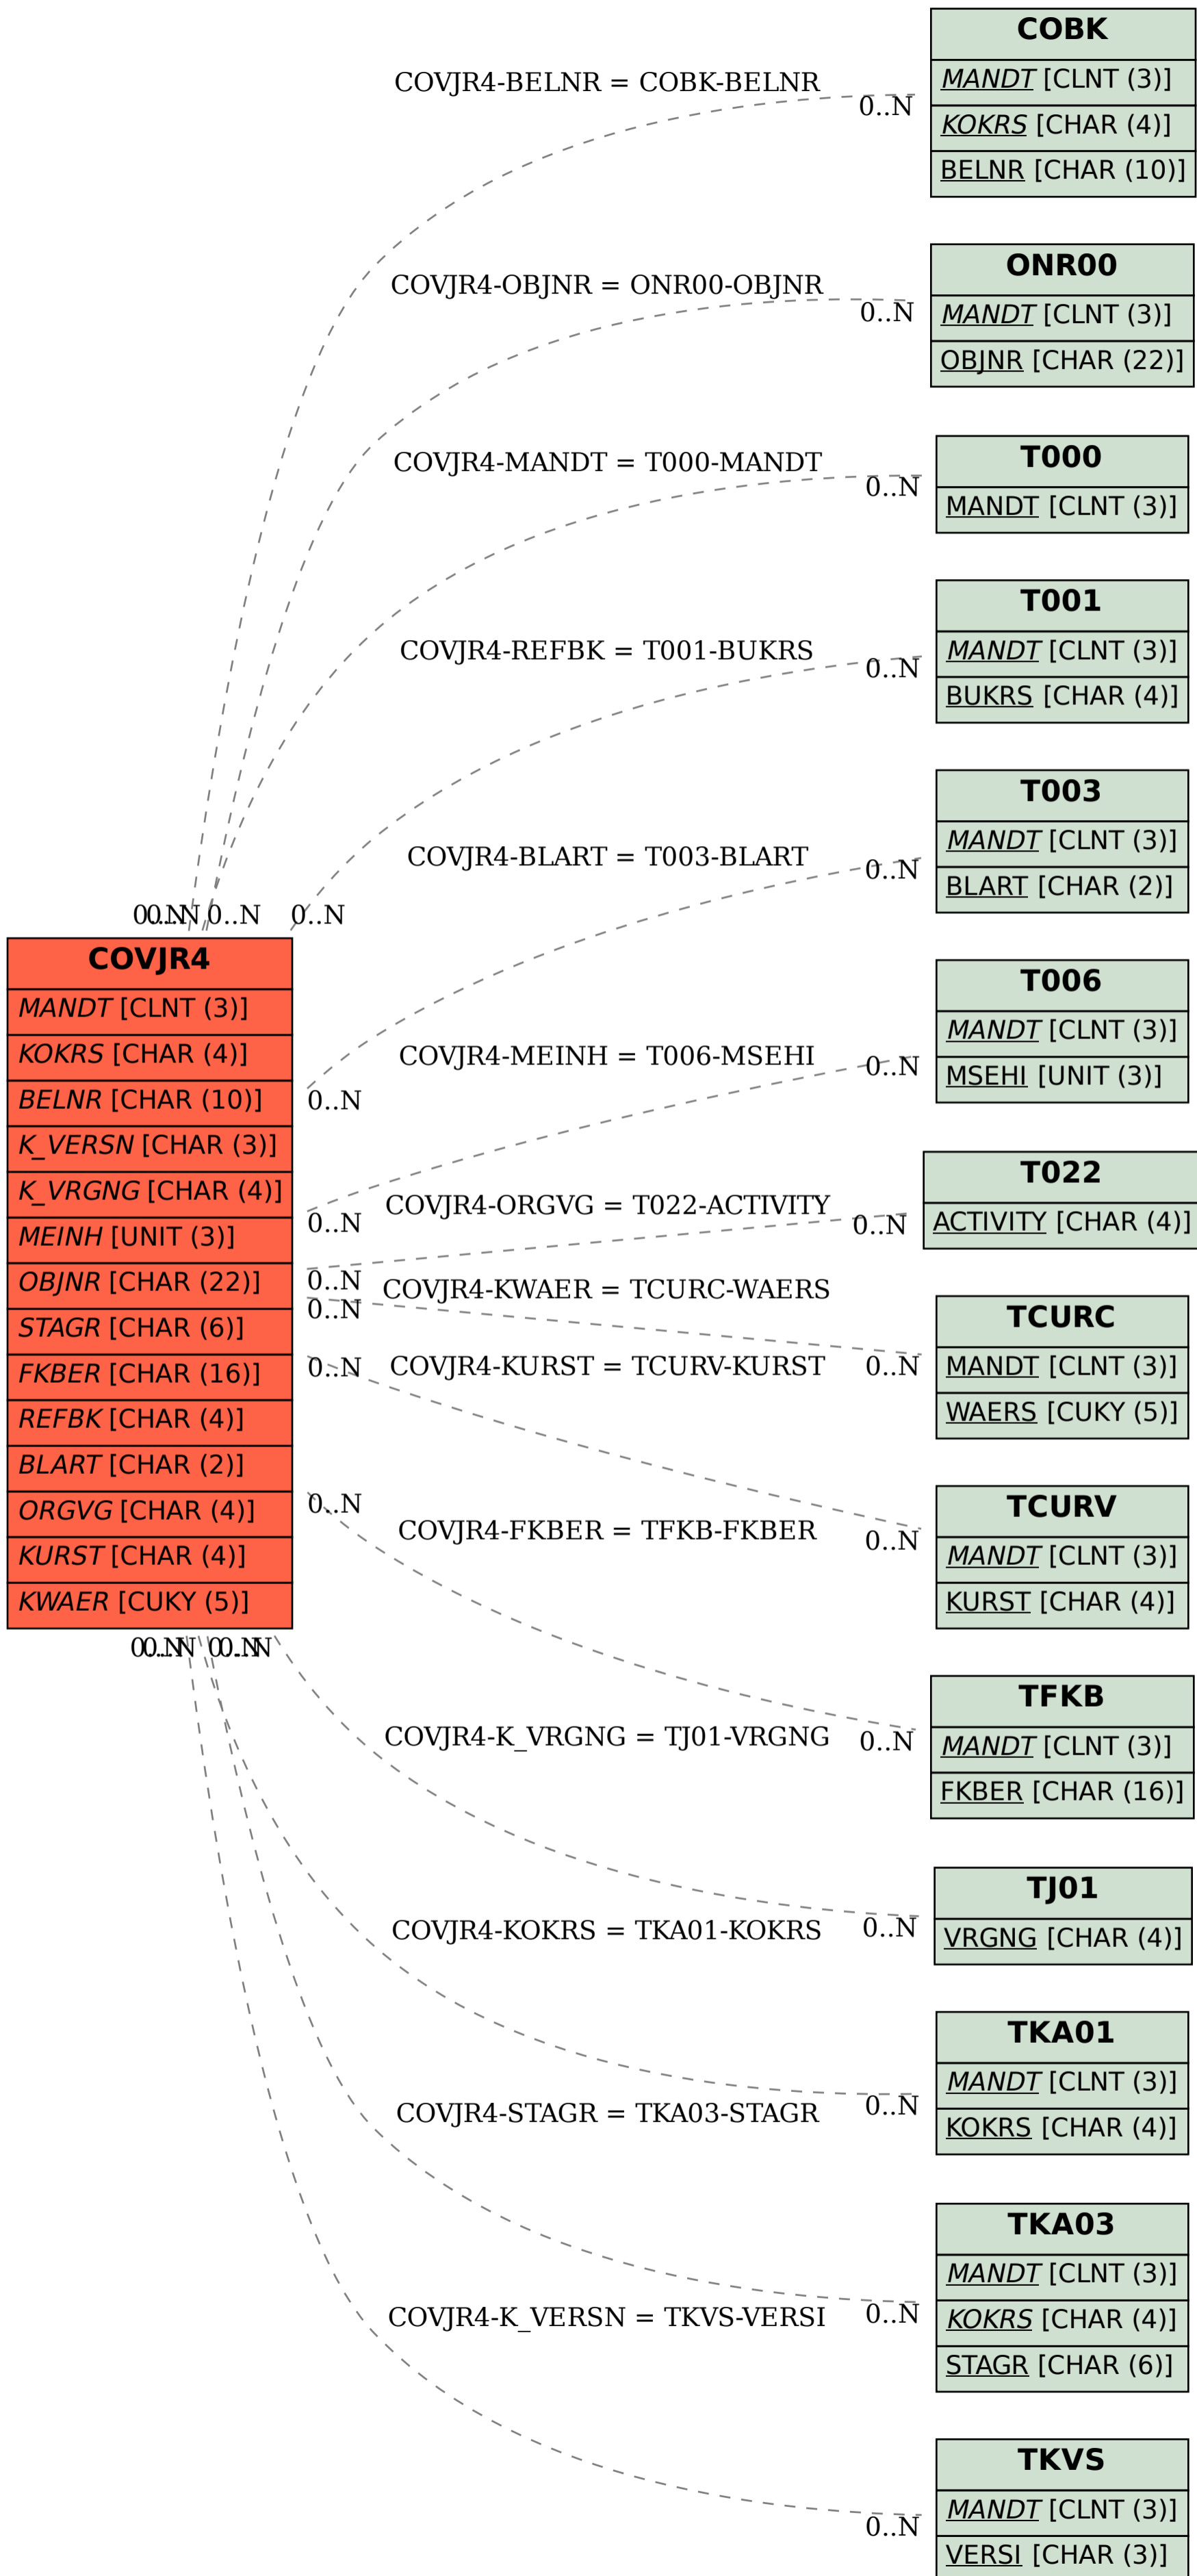 COBK
MANDT [CLNT (3)]
KOKRS [CHAR (4)]
BELNR [CHAR (10)]
COVJR4-BELNR = COBK-BELNR
0..N
ONR00
MANDT [CLNT (3)]
OBJNR [CHAR (22)]
COVJR4-OBJNR = ONR00-OBJNR
0..N
T000
MANDT [CLNT (3)]
COVJR4-MANDT = T000-MANDT
0..N
T001
MANDT [CLNT (3)]
BUKRS [CHAR (4)]
COVJR4-REFBK = T001-BUKRS
0..N
T003
MANDT [CLNT (3)]
BLART [CHAR (2)]
COVJR4-BLART = T003-BLART
0..N
0..N
0..N
0..N
0..N
COVJR4
MANDT [CLNT (3)]
KOKRS [CHAR (4)]
BELNR [CHAR (10)]
K_VERSN [CHAR (3)]
K_VRGNG [CHAR (4)]
MEINH [UNIT (3)]
OBJNR [CHAR (22)]
STAGR [CHAR (6)]
FKBER [CHAR (16)]
REFBK [CHAR (4)]
BLART [CHAR (2)]
ORGVG [CHAR (4)]
KURST [CHAR (4)]
KWAER [CUKY (5)]
0..N
0..N
0..N
0..N
0..N
0..N
0..N
0..N
0..N
0..N
T006
MANDT [CLNT (3)]
MSEHI [UNIT (3)]
COVJR4-MEINH = T006-MSEHI
0..N
T022
ACTIVITY [CHAR (4)]
COVJR4-ORGVG = T022-ACTIVITY
0..N
COVJR4-KWAER = TCURC-WAERS
TCURC
MANDT [CLNT (3)]
WAERS [CUKY (5)]
0..N
COVJR4-KURST = TCURV-KURST
TCURV
MANDT [CLNT (3)]
KURST [CHAR (4)]
0..N
COVJR4-FKBER = TFKB-FKBER
TFKB
MANDT [CLNT (3)]
FKBER [CHAR (16)]
0..N
COVJR4-K_VRGNG = TJ01-VRGNG
TJ01
VRGNG [CHAR (4)]
0..N
COVJR4-KOKRS = TKA01-KOKRS
TKA01
MANDT [CLNT (3)]
KOKRS [CHAR (4)]
0..N
COVJR4-STAGR = TKA03-STAGR
TKA03
MANDT [CLNT (3)]
KOKRS [CHAR (4)]
STAGR [CHAR (6)]
0..N
COVJR4-K_VERSN = TKVS-VERSI
TKVS
MANDT [CLNT (3)]
VERSI [CHAR (3)]
0..N